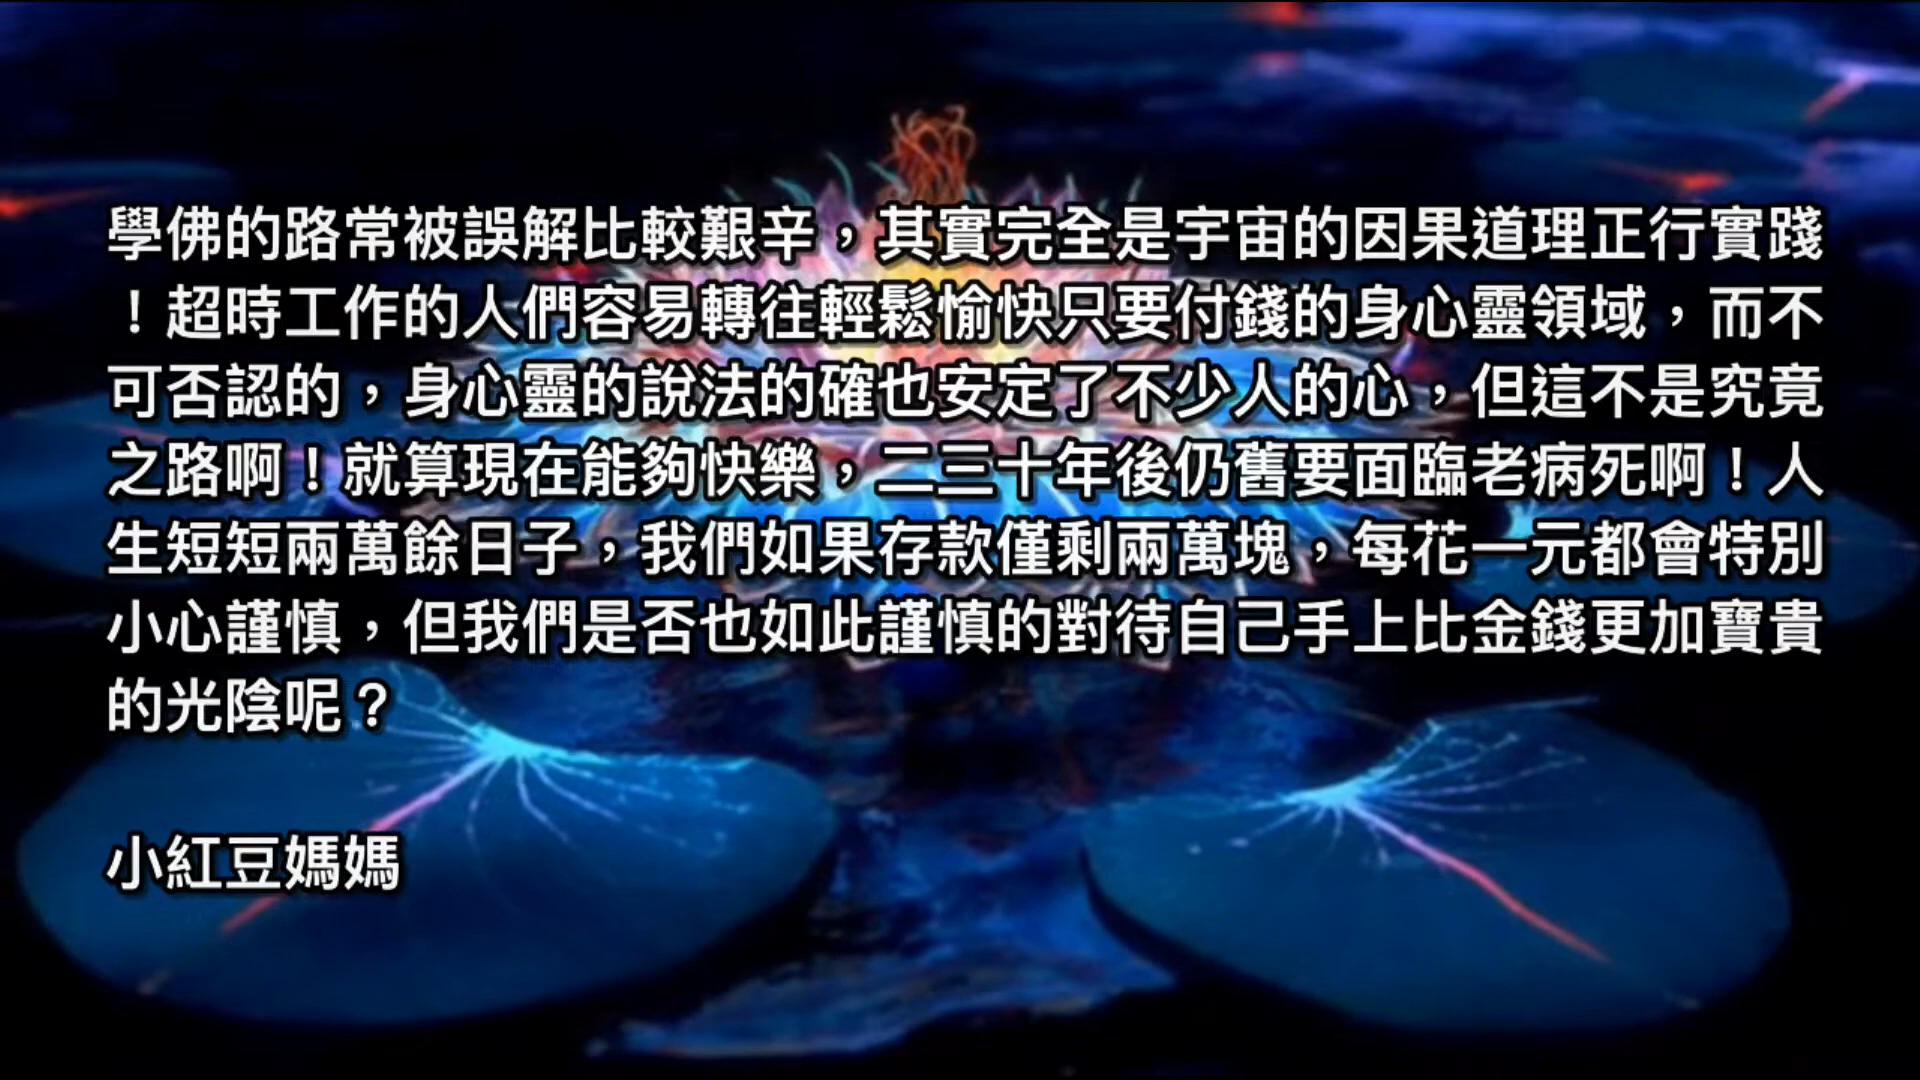 學佛的路常被誤解比較艱辛，其實完全是宇宙的因果道理正行實踐
！超時工作的人們容易轉往輕鬆愉快只要付錢的身心靈領域，而不
可否認的，身心靈的說法的確也安定了不少人的心，但這不是究竟
之路啊！就算現在能夠快樂，二三十年後仍舊要面臨老病死啊！人
生短短兩萬餘日子，我們如果存款僅剩兩萬塊，每花一元都會特別
小心謹慎，但我們是否也如此謹慎的對待自己手上比金錢更加寶貴
的光陰呢？
小紅豆媽媽